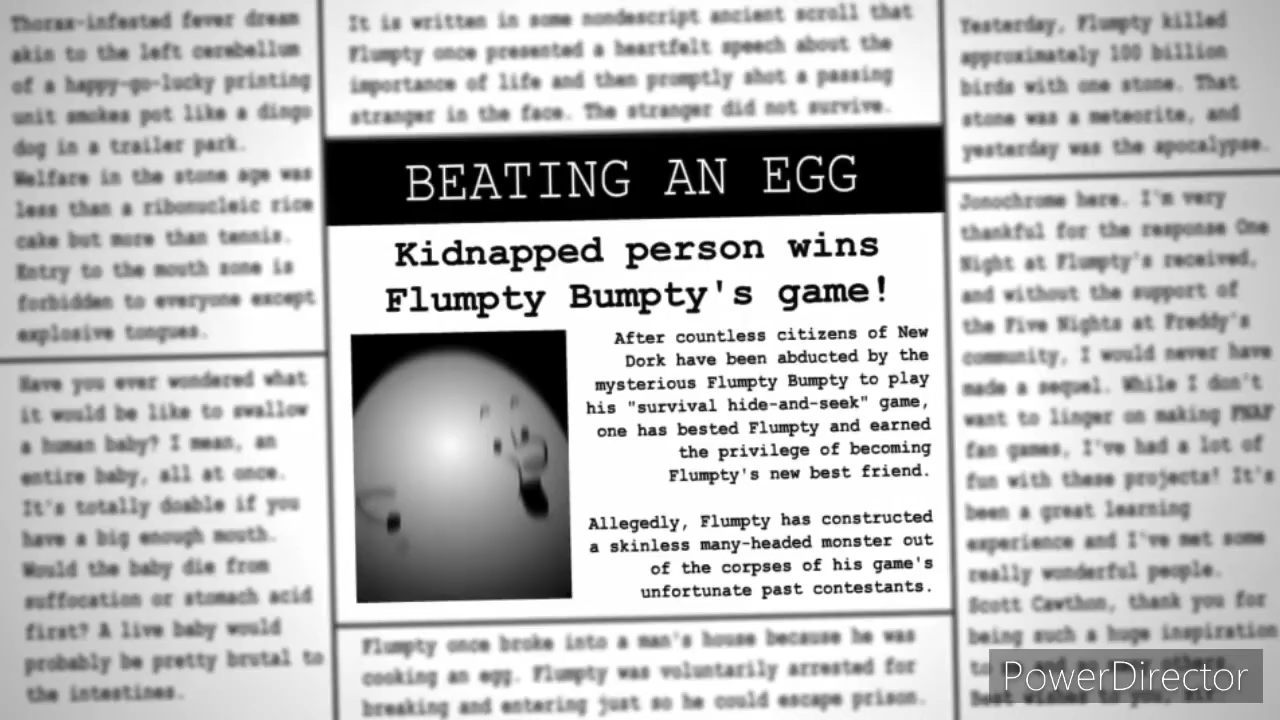 Thorax-infested fever dream
akin to the left cerebellum
of a happy-go-lucky printing
unit smokes pot like a dingo
dog in a trailer park.
Welfare in the stone age was
less than a ribonucleic rice
cake but more than tennis.
Entry to the mouth zone is
forbidden to everyone except
explosive tongues.
Have you ever wondered what
it would be like to swallow
a human baby? I mean, an
entire baby, all at once.
It's totally doable if you
have a big enough mouth.
Would the baby die from
suffocation or stomach acid
first? A live baby would
probably be pretty brutal to
the intestines.
It is written in some nondescript ancient scroll that
Flumpty once presented a heartfelt speech about the
importance of life and then promptly shot a passing
stranger in the face. The stranger did not survive.
BEATING AN EGG
Kidnapped person wins
Flumpty Bumpty's game!
After countless citizens of New
Dork have been abducted by the
mysterious Flumpty Bumpty to play
his "survival hide-and-seek" game,
one has bested Flumpty and earned
the privilege of becoming
Flumpty's new best friend.
Allegedly, Flumpty has constructed
a skinless many-headed monster out
of the corpses of his game's
unfortunate past contestants.
Flumpty once broke into a man's house because he was
cooking an egg. Flumpty was voluntarily arrested for
breaking and entering just so he could escape prison.
Yesterday, Flumpty killed
approximately 100 billion
birds with one stone. That
stone was a meteorite, and
yesterday was the apocalypse.
Jonochrome here. I'm very
thankful for the response One
Night at Flumpty's received,
and without the support of
the Five Nights at Freddy's
community, I would never have
made a sequel. While I don't
want to linger on making FNAF
fan games, I've had a lot of
fun with these projects! It's
been a great learning
experience and I've met some
really wonderful people.
Scott Cawthon, thank you for
being such a huge inspiration
to
Best wishes to you,
PowerDirector